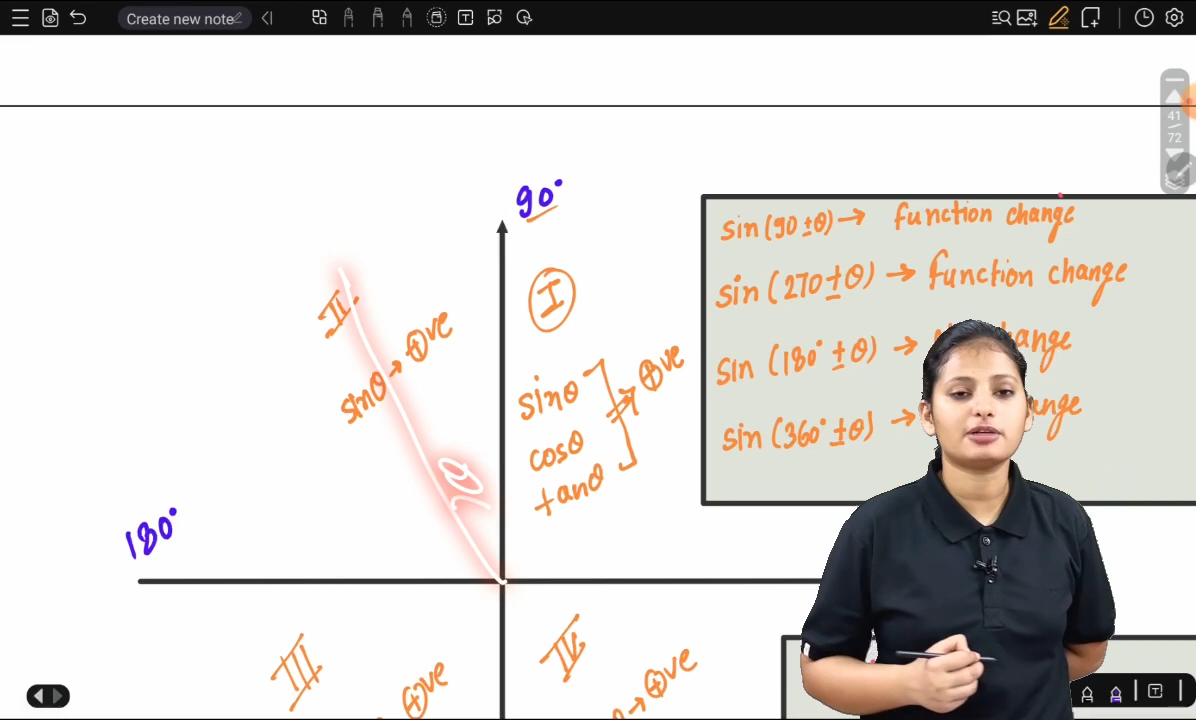 Create new note
41
72
90°
I
II
sinθ → +ve
sinθ
cosθ
tanθ
+ve
θ
180°
III
+ve
IV
→ +ve
sin(90 ± θ) → function change
sin(270 ± θ) → function change
sin(180° ± θ) → change
sin(360° ± θ) →